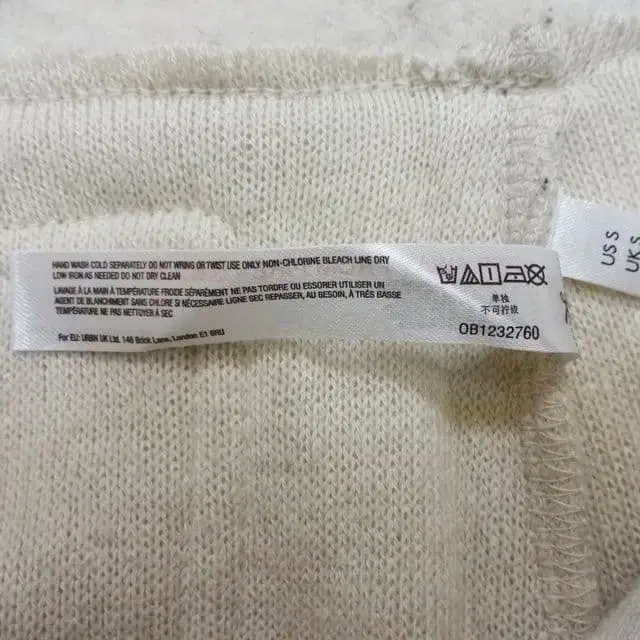 HAND WASH COLD SEPARATELY DO NOT WRING OR TWIST USE ONLY NON-CHLORINE BLEACH LINE DRY
LOW IRON AS NEEDED DO NOT DRY CLEAN
LAVAGE À LA MAIN À TEMPÉRATURE FROIDE SÉPARÉMENT NE PAS TORDRE OU ESSORER UTILISER UN
AGENT DE BLANCHIMENT SANS CLORE SI NÉCESSAIRE LIGNE SEC REPASSER, AU FER, À TRÉS BASSE
TEMPÉRATURE NE PAS NETTOYER À SEC
For EU: URBN UK Ltd. 146 Brick Lane, London E1 6RU
单独
不可拧绞
OB1232760
US S
UK S